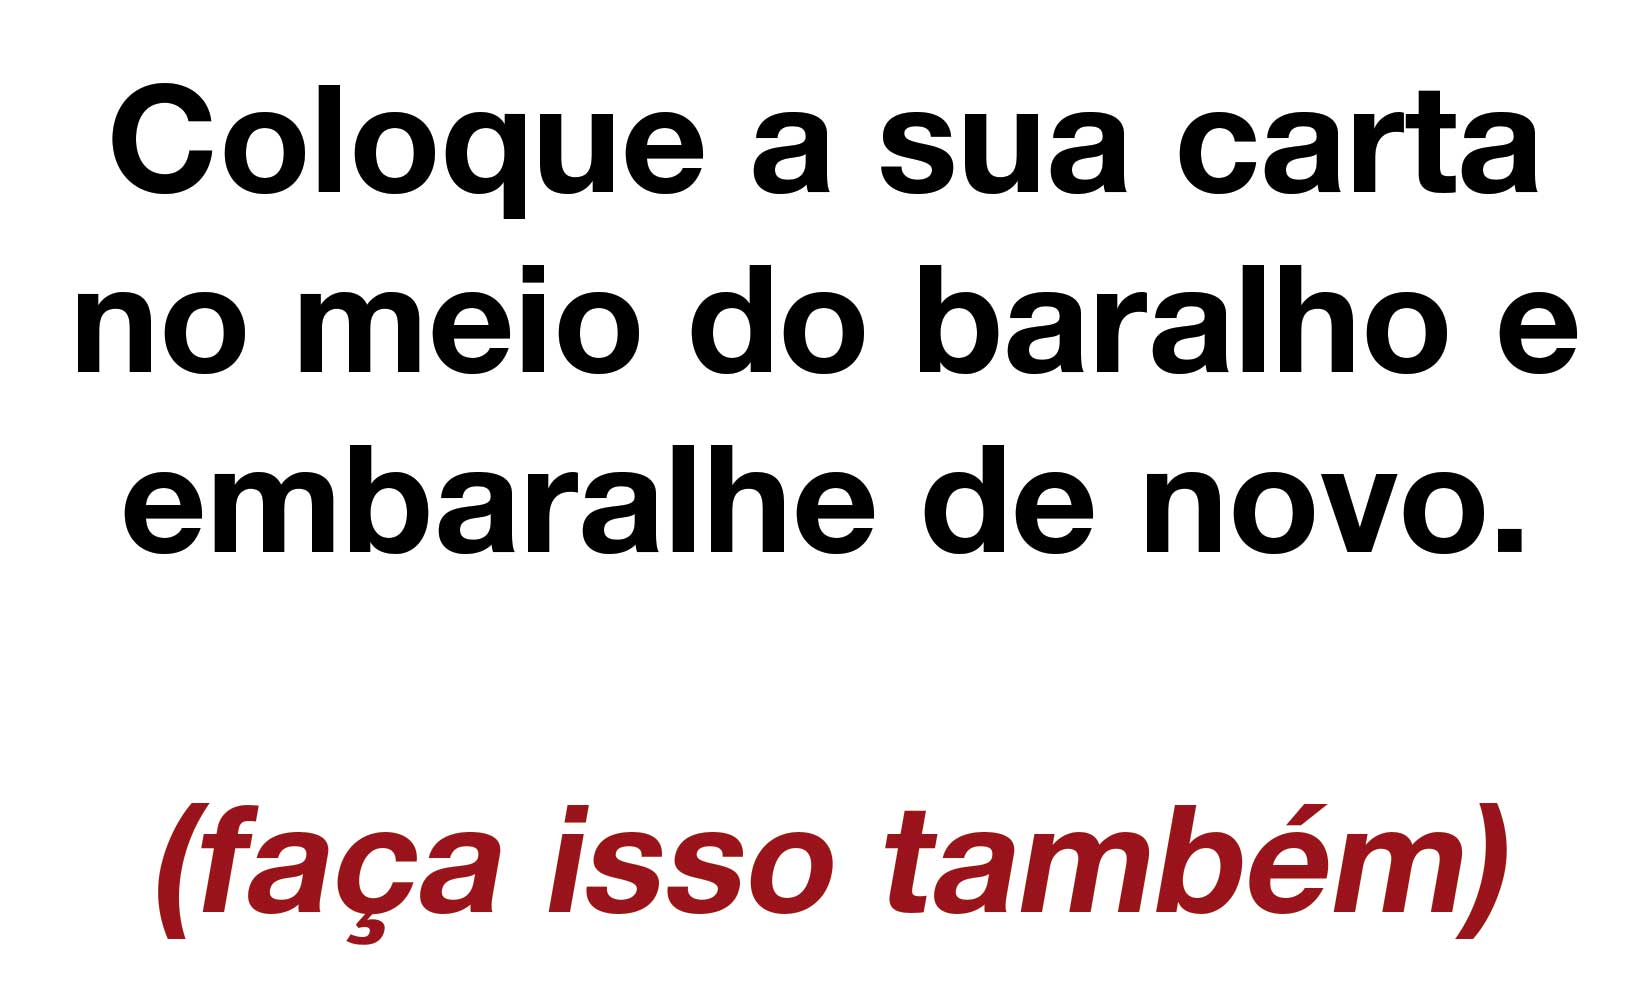 Coloque a sua carta
no meio do baralho e
embaralhe de novo.
(faça isso também)